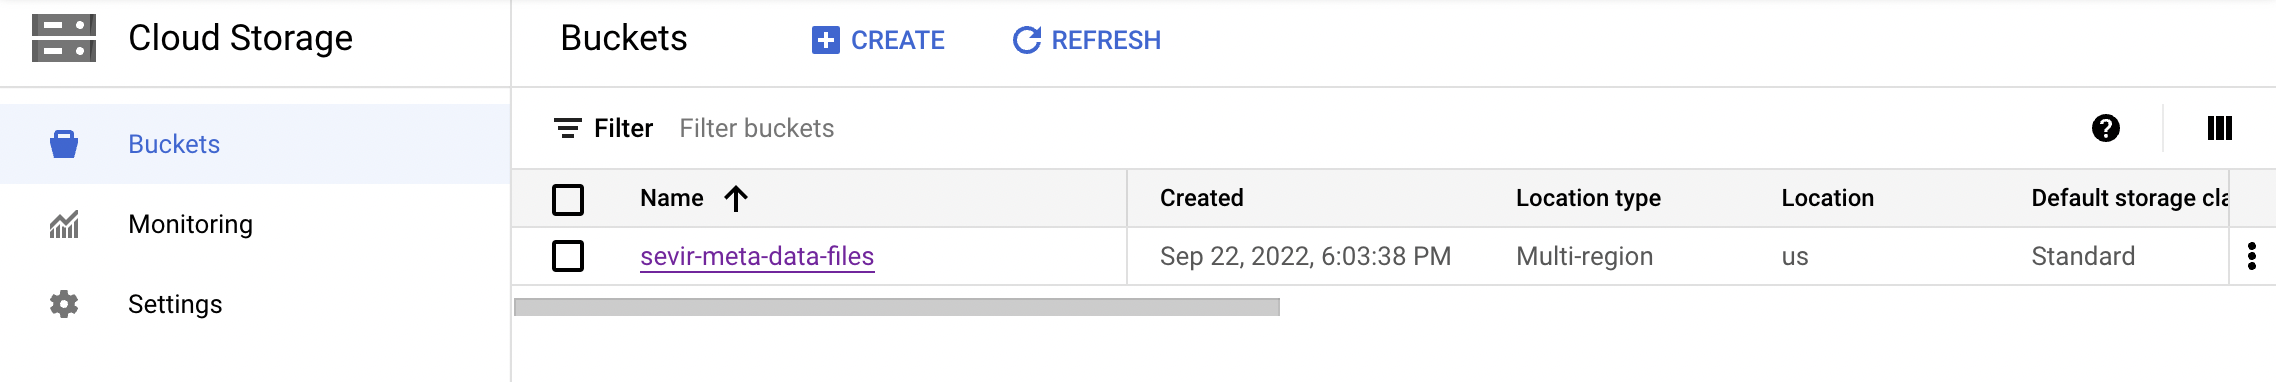 Cloud Storage
Buckets
Monitoring
Settings
Buckets CREATE REFRESH
Filter Filter buckets
Name Created Location type Location Default storage cla
sevir-meta-data-files Sep 22, 2022, 6:03:38 PM Multi-region us Standard